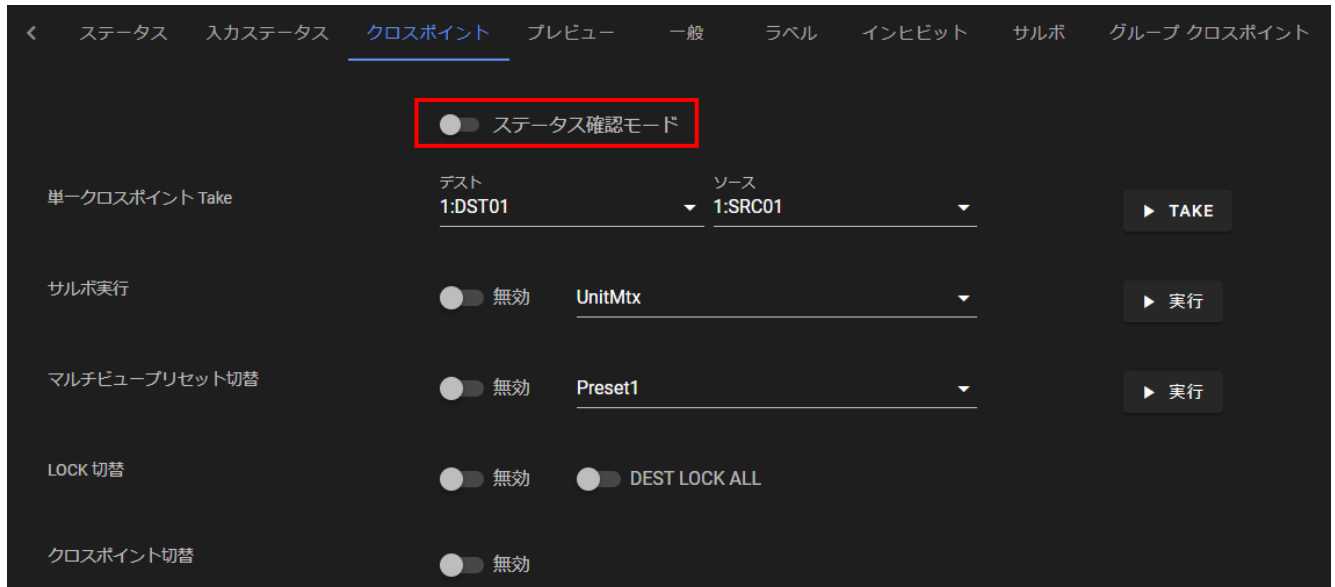 ステータス 入力ステータス クロスポイント プレビュー 一般 ラベル インヒビット サルボ グループ クロスポイント
ステータス確認モード
デスト ソース
単一クロスポイント Take 1:DST01 1:SRC01 TAKE
サルボ実行 無効 UnitMtx 実行
マルチビュープリセット切替 無効 Preset1 実行
LOCK 切替 無効 DEST LOCK ALL
クロスポイント切替 無効